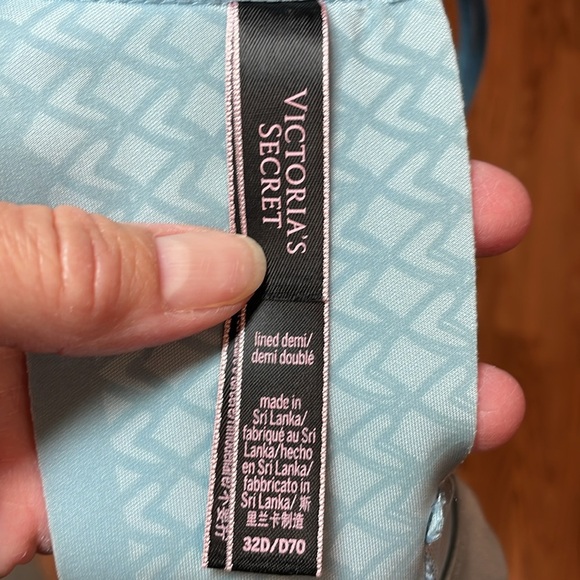 VICTORIA'S
SECRET
lined demi/
demi doublé
made in
Sri Lanka/
fabriqué au Sri
Lanka/hecho
en Sri Lanka/
fabbricato in
Sri Lanka/ 斯
里兰卡制造
32D/D70